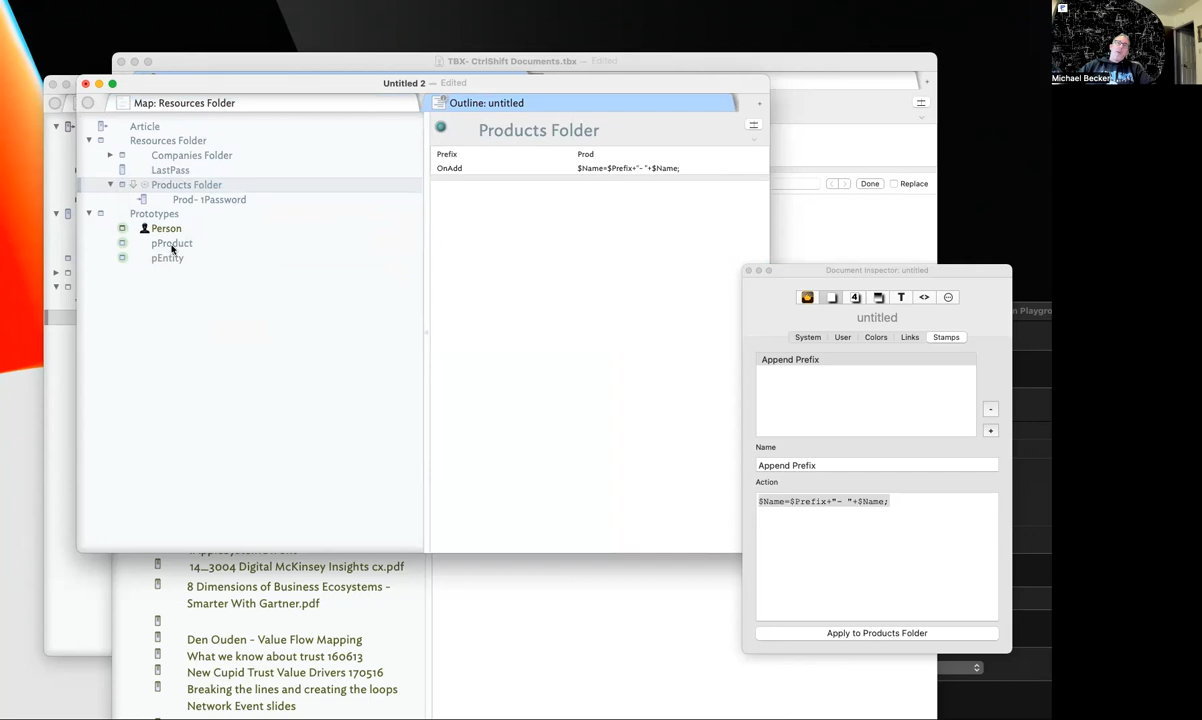 TBX- CtrlShift Documents.tbx — Edited
Untitled 2 — Edited
Map: Resources Folder
Outline: untitled
Article
Resources Folder
Companies Folder
LastPass
Products Folder
Prod- 1Password
Prototypes
Person
pProduct
pEntity
Products Folder
Prefix Prod
OnAdd $Name=$Prefix+"- "+$Name;
Done Replace
Document Inspector: untitled
untitled
System User Colors Links Stamps
Append Prefix
-
+
Name
Append Prefix
Action
$Name=$Prefix+"- "+$Name;
Apply to Products Folder
14_3004 Digital McKinsey Insights cx.pdf
8 Dimensions of Business Ecosystems -
Smarter With Gartner.pdf
Den Ouden - Value Flow Mapping
What we know about trust 160613
New Cupid Trust Value Drivers 170516
Breaking the lines and creating the loops
Network Event slides
Michael Becker